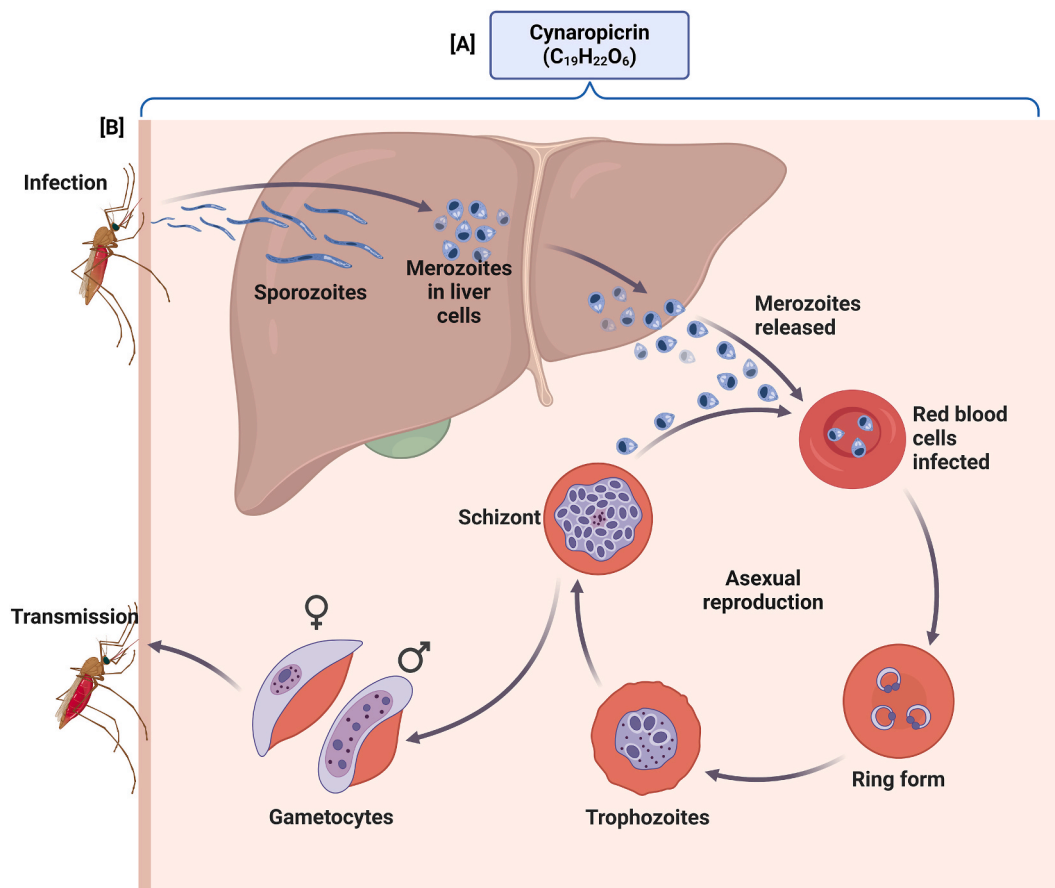 [A]
Cynaropicrin
(C₁₉H₂₂O₆)
[B]
Infection
Sporozoites
Merozoites
in liver
cells
Merozoites
released
Red blood
cells
infected
Schizont
Asexual
reproduction
Transmission
♀
♂
Ring form
Gametocytes
Trophozoites